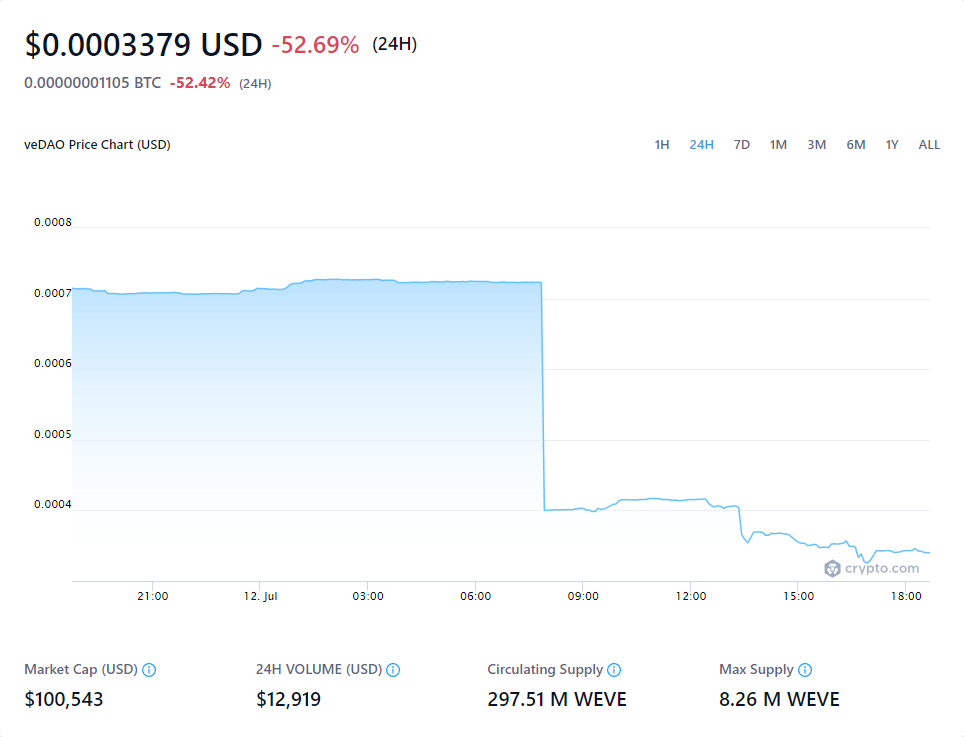 $0.0003379 USD -52.69% (24H)
0.00000001105 BTC -52.42% (24H)
veDAO Price Chart (USD) 1H 24H 7D 1M 3M 6M 1Y ALL
0.0008
0.0007
0.0006
0.0005
0.0004
crypto.com
21:00 12. Jul 03:00 06:00 09:00 12:00 15:00 18:00
Market Cap (USD) 24H VOLUME (USD) Circulating Supply Max Supply
$100,543 $12,919 297.51 M WEVE 8.26 M WEVE